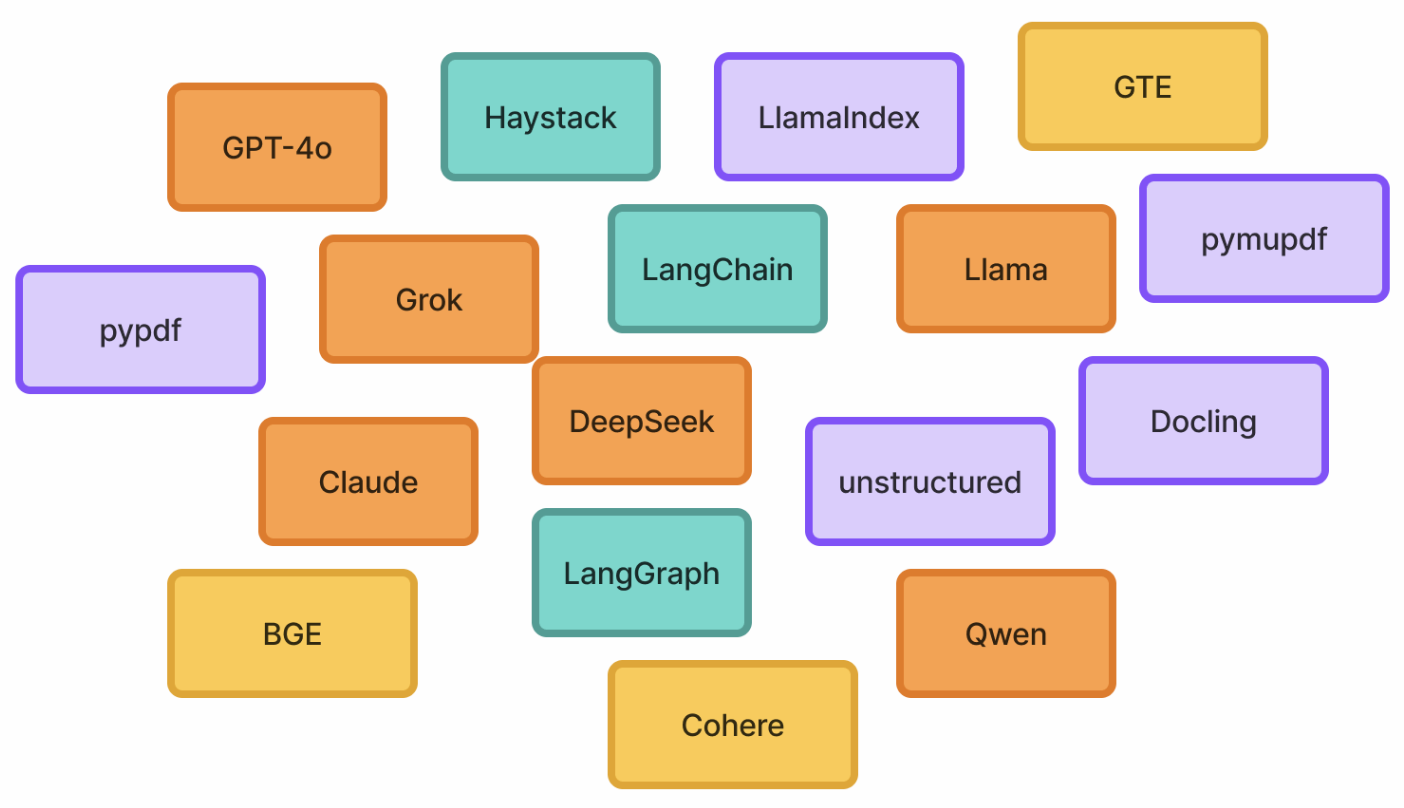 GTE
Haystack
LlamaIndex
GPT-4o
pymupdf
LangChain
Llama
Grok
pypdf
DeepSeek
Docling
Claude
unstructured
LangGraph
BGE
Qwen
Cohere